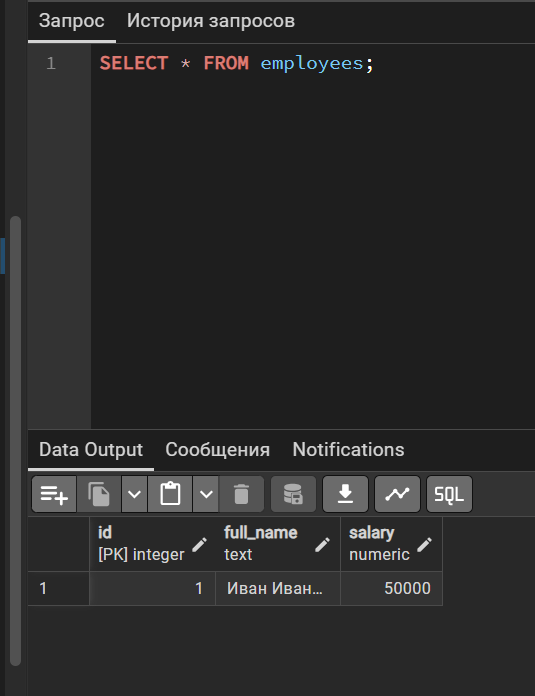 Запрос История запросов
1 SELECT * FROM employees;
Data Output Сообщения Notifications
SQL
id full_name salary
[PK] integer text numeric
1 1 Иван Иван… 50000